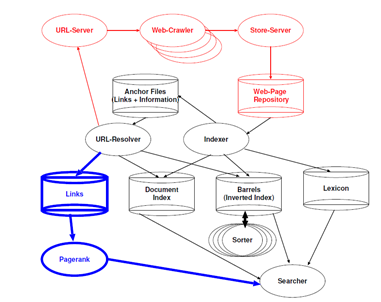 URL-Server
Web-Crawler
Store-Server
Anchor Files
(Links + Information)
Web-Page
Repository
URL-Resolver
Indexer
Links
Document
Index
Barrels
(Inverted Index)
Lexicon
Sorter
Pagerank
Searcher